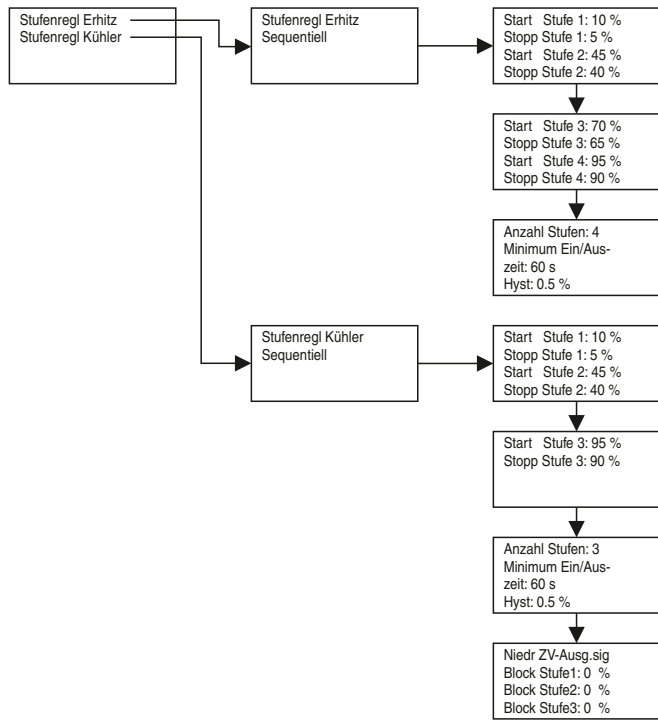 Stufenregl Erhitz
Stufenregl Kühler
Stufenregl Erhitz
Sequentiell
Start Stufe 1: 10 %
Stopp Stufe 1: 5 %
Start Stufe 2: 45 %
Stopp Stufe 2: 40 %
Start Stufe 3: 70 %
Stopp Stufe 3: 65 %
Start Stufe 4: 95 %
Stopp Stufe 4: 90 %
Anzahl Stufen: 4
Minimum Ein/Aus-
zeit: 60 s
Hyst: 0.5 %
Stufenregl Kühler
Sequentiell
Start Stufe 1: 10 %
Stopp Stufe 1: 5 %
Start Stufe 2: 45 %
Stopp Stufe 2: 40 %
Start Stufe 3: 95 %
Stopp Stufe 3: 90 %
Anzahl Stufen: 3
Minimum Ein/Aus-
zeit: 60 s
Hyst: 0.5 %
Niedr ZV-Ausg.sig
Block Stufe1: 0 %
Block Stufe2: 0 %
Block Stufe3: 0 %